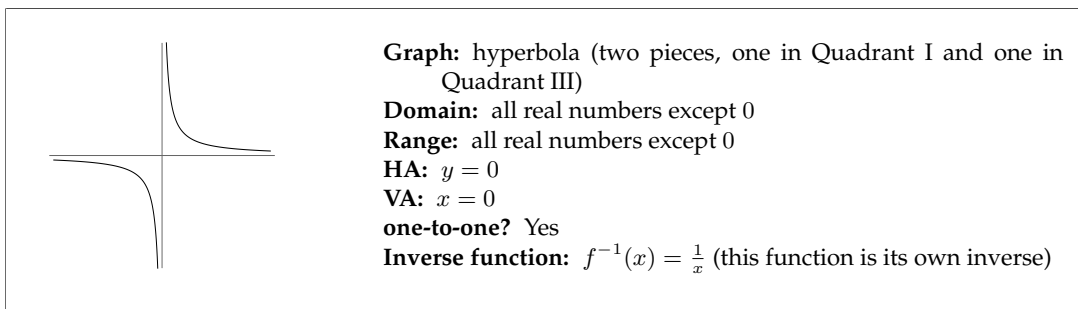 Graph: hyperbola (two pieces, one in Quadrant I and one in
Quadrant III)
Domain: all real numbers except 0
Range: all real numbers except 0
HA: y = 0
VA: x = 0
one-to-one? Yes
Inverse function: f⁻¹(x) = 1/x (this function is its own inverse)